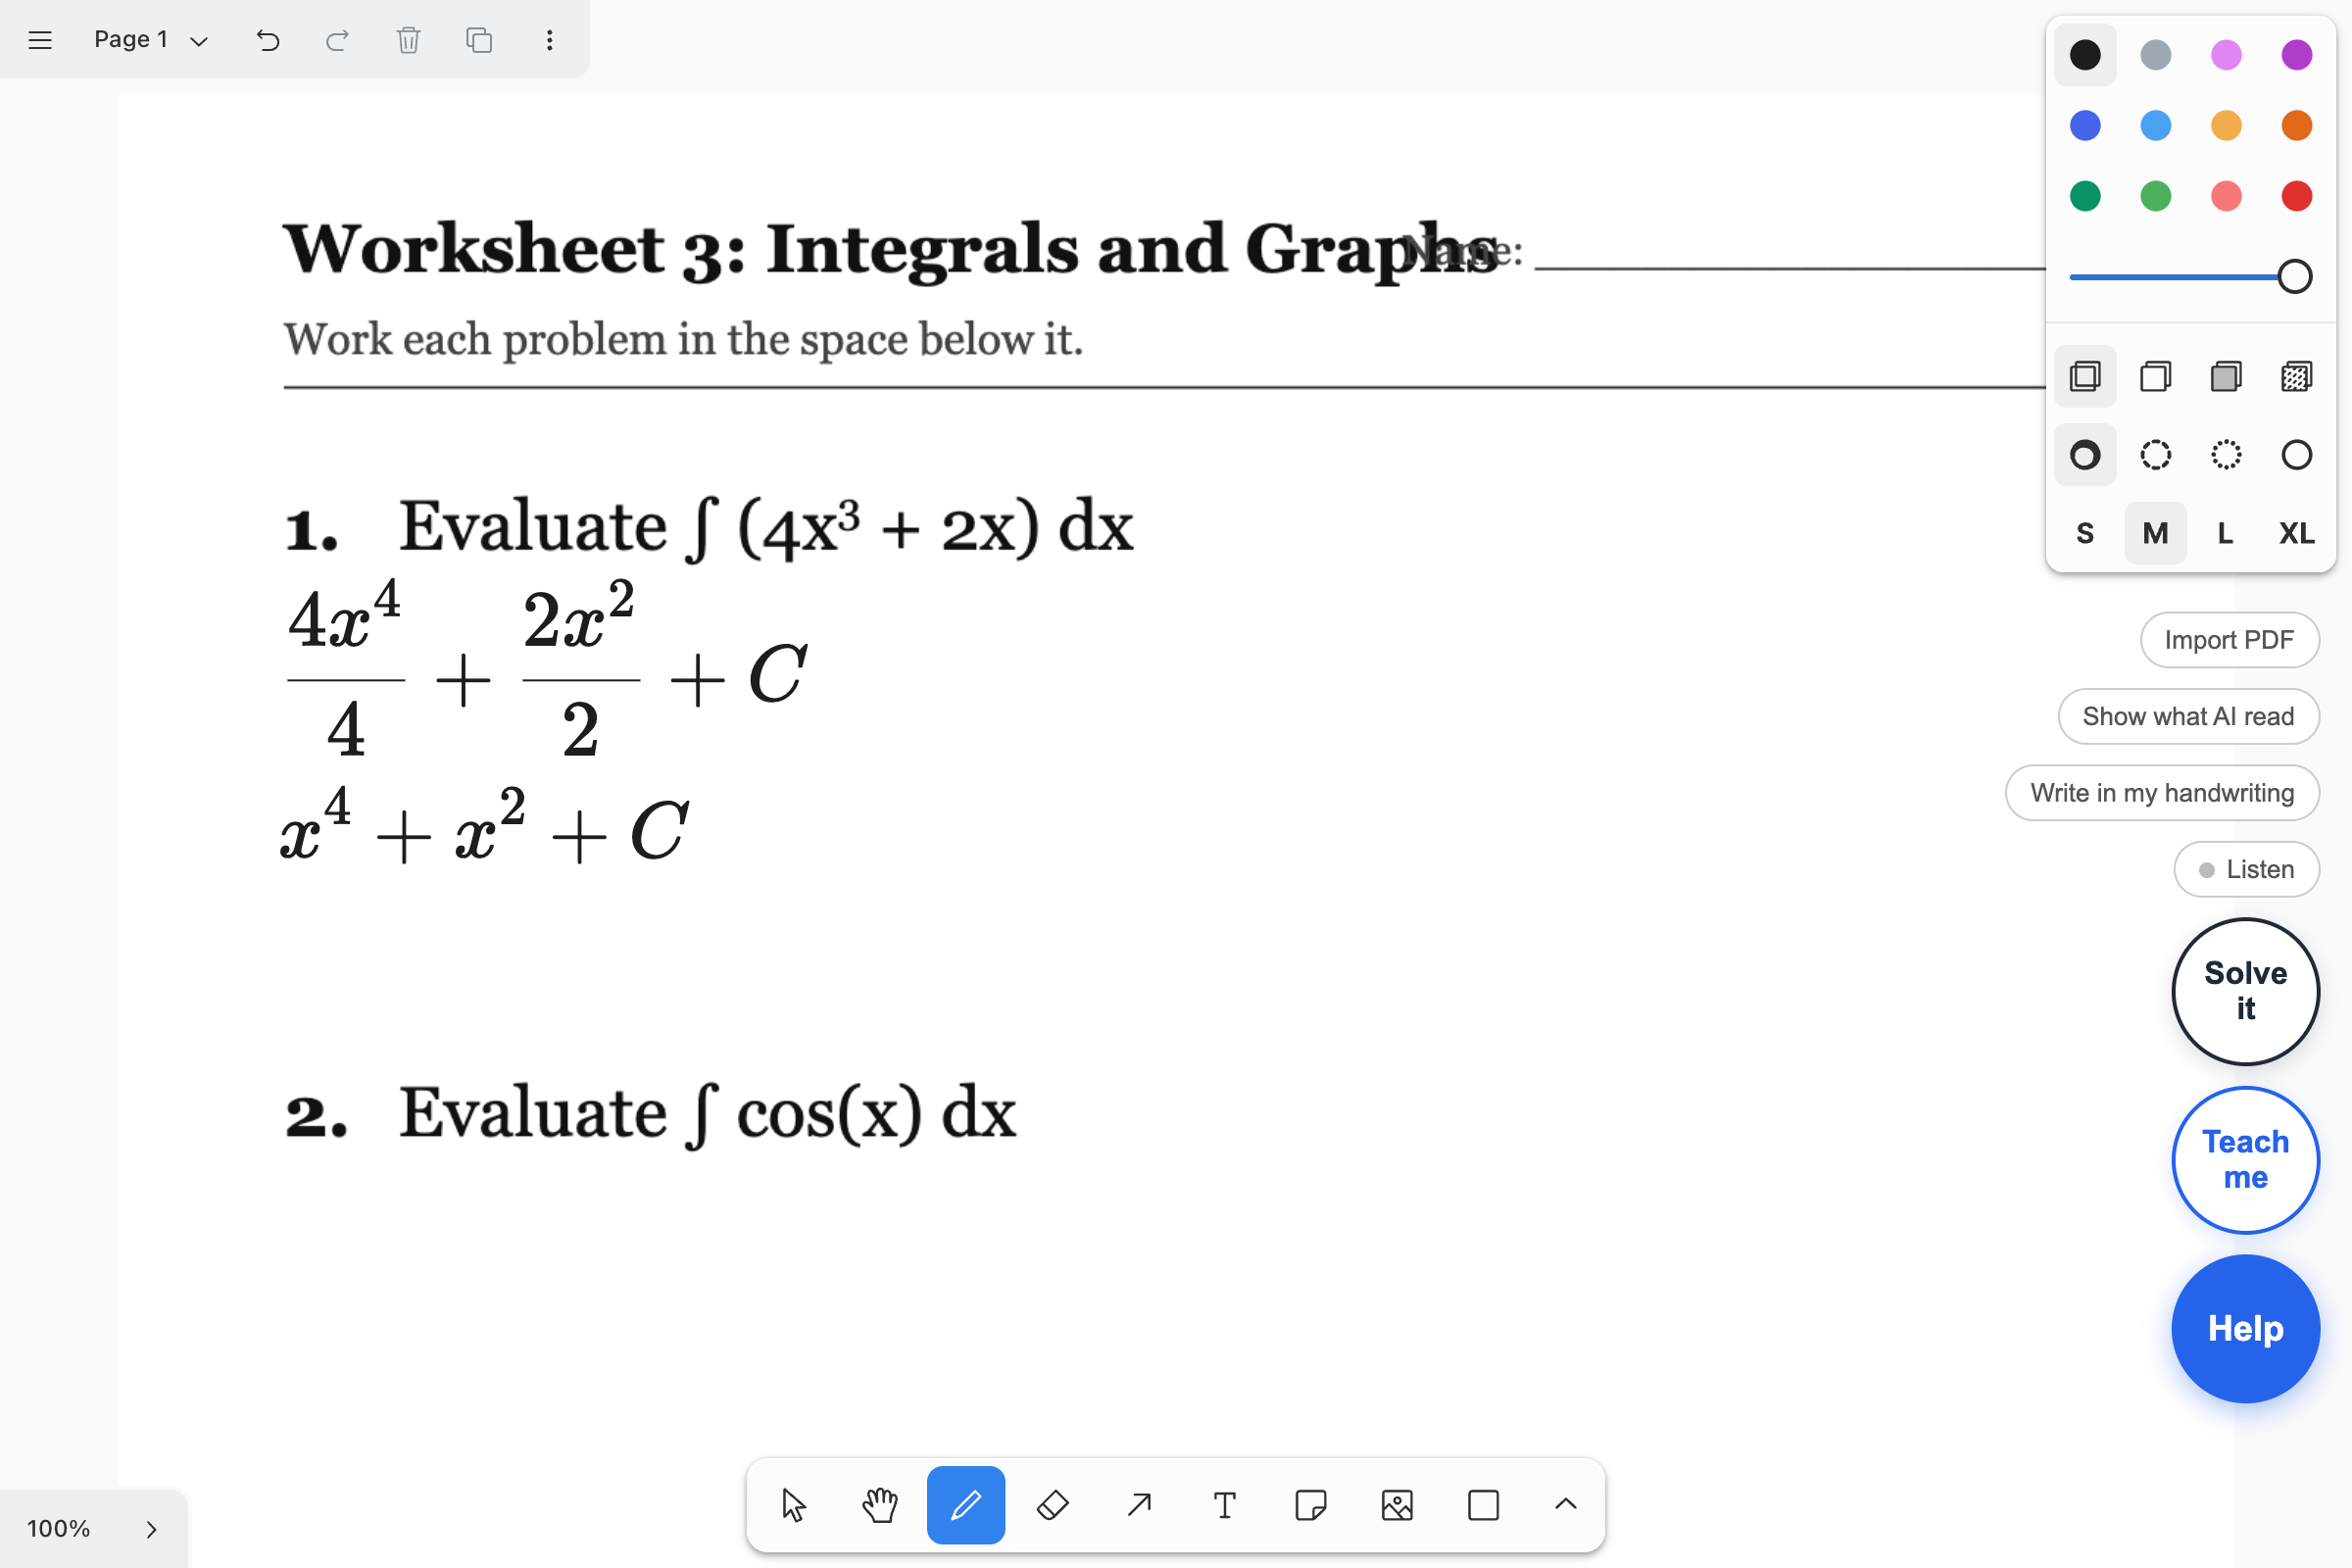 Page 1
Worksheet 3: Integrals and Graphs Name:
Work each problem in the space below it.
1. Evaluate ∫ (4x³ + 2x) dx
4x⁴/4 + 2x²/2 + C
x⁴ + x² + C
2. Evaluate ∫ cos(x) dx
S M L XL
Import PDF
Show what AI read
Write in my handwriting
Listen
Solve it
Teach me
Help
T
100%